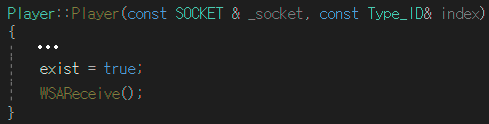 Player::Player(const SOCKET & _socket, const Type_ID& index)
{
...
exist = true;
WSAReceive();
}